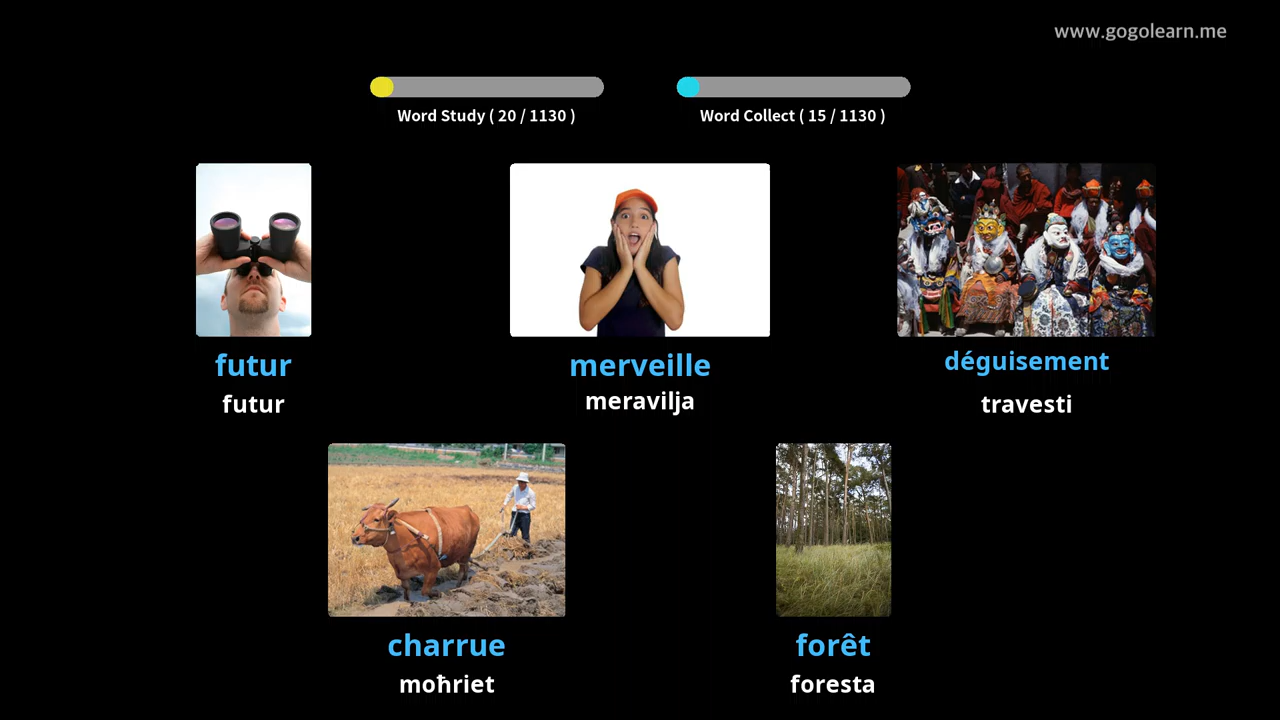 www.gogolearn.me
Word Study ( 20 / 1130 )
Word Collect ( 15 / 1130 )
futur
futur
merveille
meravilja
déguisement
travesti
charrue
moħriet
forêt
foresta